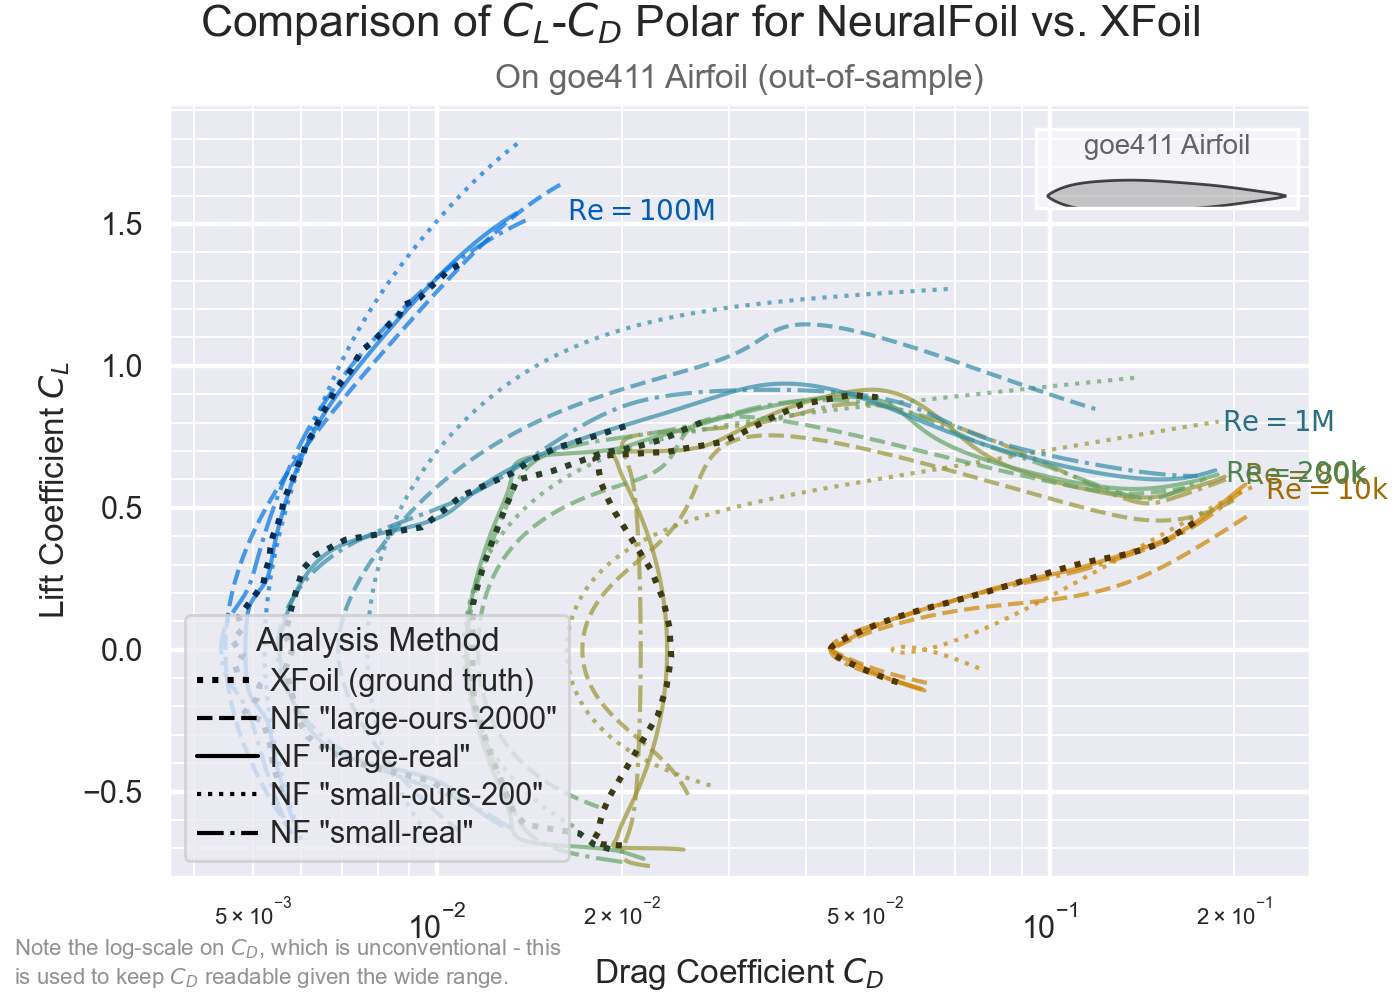 Comparison of C_L-C_D Polar for NeuralFoil vs. XFoil
On goe411 Airfoil (out-of-sample)
goe411 Airfoil
Re = 100M
Re = 1M
Re = 200k
Re = 80k
Re = 10k
Lift Coefficient C_L
1.5
1.0
0.5
0.0
−0.5
Analysis Method
XFoil (ground truth)
NF "large-ours-2000"
NF "large-real"
NF "small-ours-200"
NF "small-real"
5 × 10⁻³
10⁻²
2 × 10⁻²
5 × 10⁻²
10⁻¹
2 × 10⁻¹
Drag Coefficient C_D
Note the log-scale on C_D, which is unconventional - this
is used to keep C_D readable given the wide range.